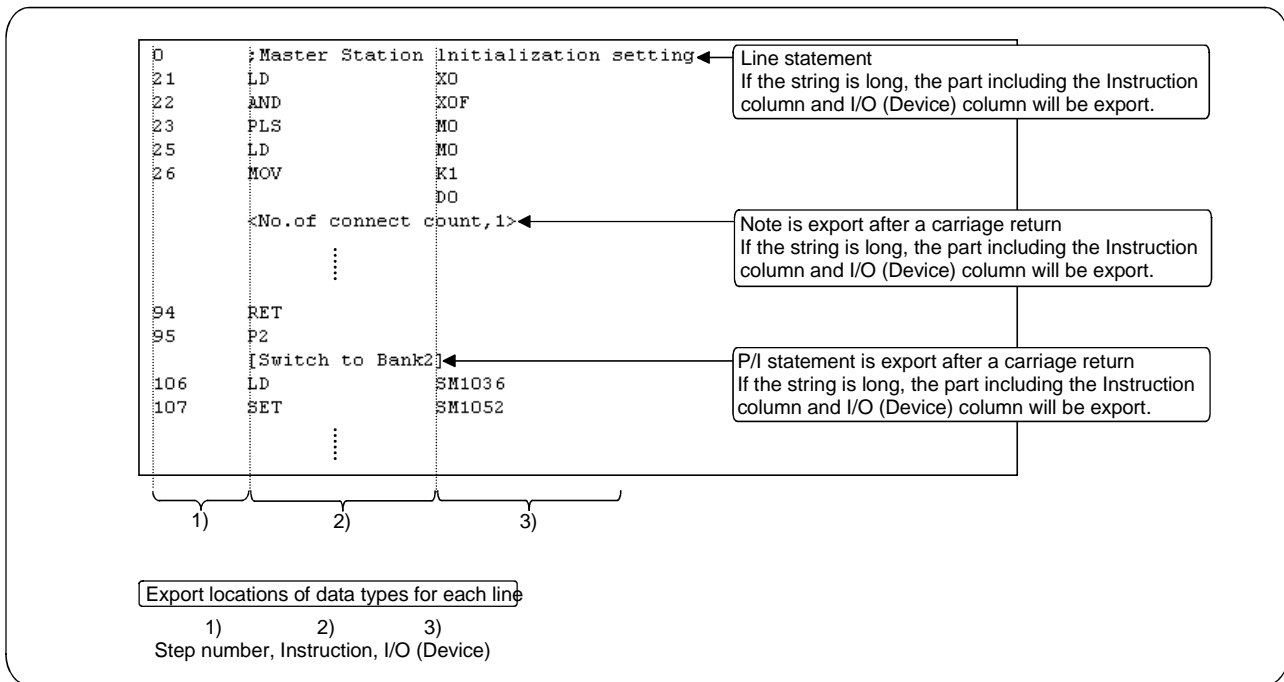 0 ;Master Station Initialization setting
21 LD X0
22 AND X0F
23 PLS M0
25 LD M0
26 MOV K1
D0
<No.of connect count,1>
94 RET
95 P2
[Switch to Bank2]
106 LD SM1036
107 SET SM1052
Line statement
If the string is long, the part including the Instruction
column and I/O (Device) column will be export.
Note is export after a carriage return
If the string is long, the part including the Instruction
column and I/O (Device) column will be export.
P/I statement is export after a carriage return
If the string is long, the part including the Instruction
column and I/O (Device) column will be export.
1) 2) 3)
Export locations of data types for each line
1) 2) 3)
Step number, Instruction, I/O (Device)